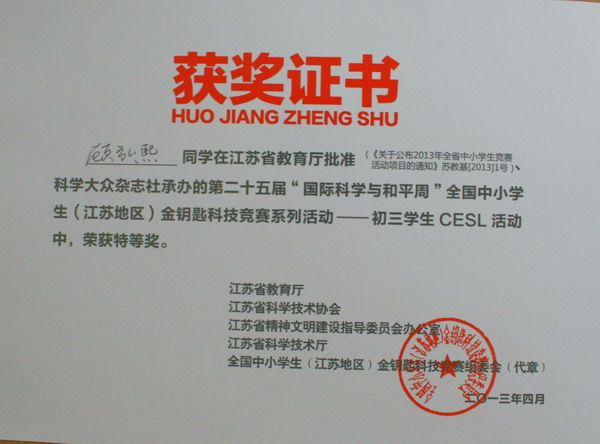 获奖证书
HUO JIANG ZHENG SHU
顾弘熙 同学在江苏省教育厅批准（《关于公布2013年全省中小学生竞赛
活动项目的通知》苏教基[2013]1号）、
科学大众杂志社承办的第二十五届“国际科学与和平周”全国中小学
生（江苏地区）金钥匙科技竞赛系列活动——初三学生CESL活动
中，荣获特等奖。
江苏省教育厅
江苏省科学技术协会
江苏省精神文明建设指导委员会办公室
江苏省科学技术厅
全国中小学生（江苏地区）金钥匙科技竞赛组委会（代章）
二〇一三年四月